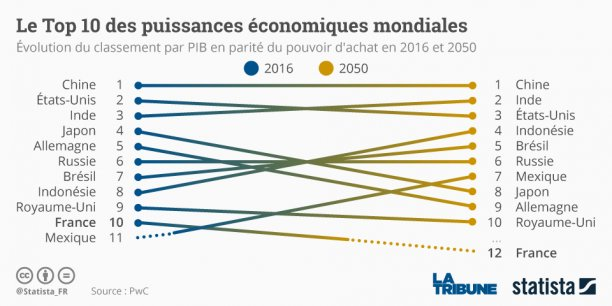 Le Top 10 des puissances économiques mondiales
Évolution du classement par PIB en parité du pouvoir d'achat en 2016 et 2050
2016 2050
Chine 1 1 Chine
États-Unis 2 2 Inde
Inde 3 3 États-Unis
Japon 4 4 Indonésie
Allemagne 5 5 Brésil
Russie 6 6 Russie
Brésil 7 7 Mexique
Indonésie 8 8 Japon
Royaume-Uni 9 9 Allemagne
France 10 10 Royaume-Uni
Mexique 11 ...
12 France
@Statista_FR Source : PwC
LA TRIBUNE statista